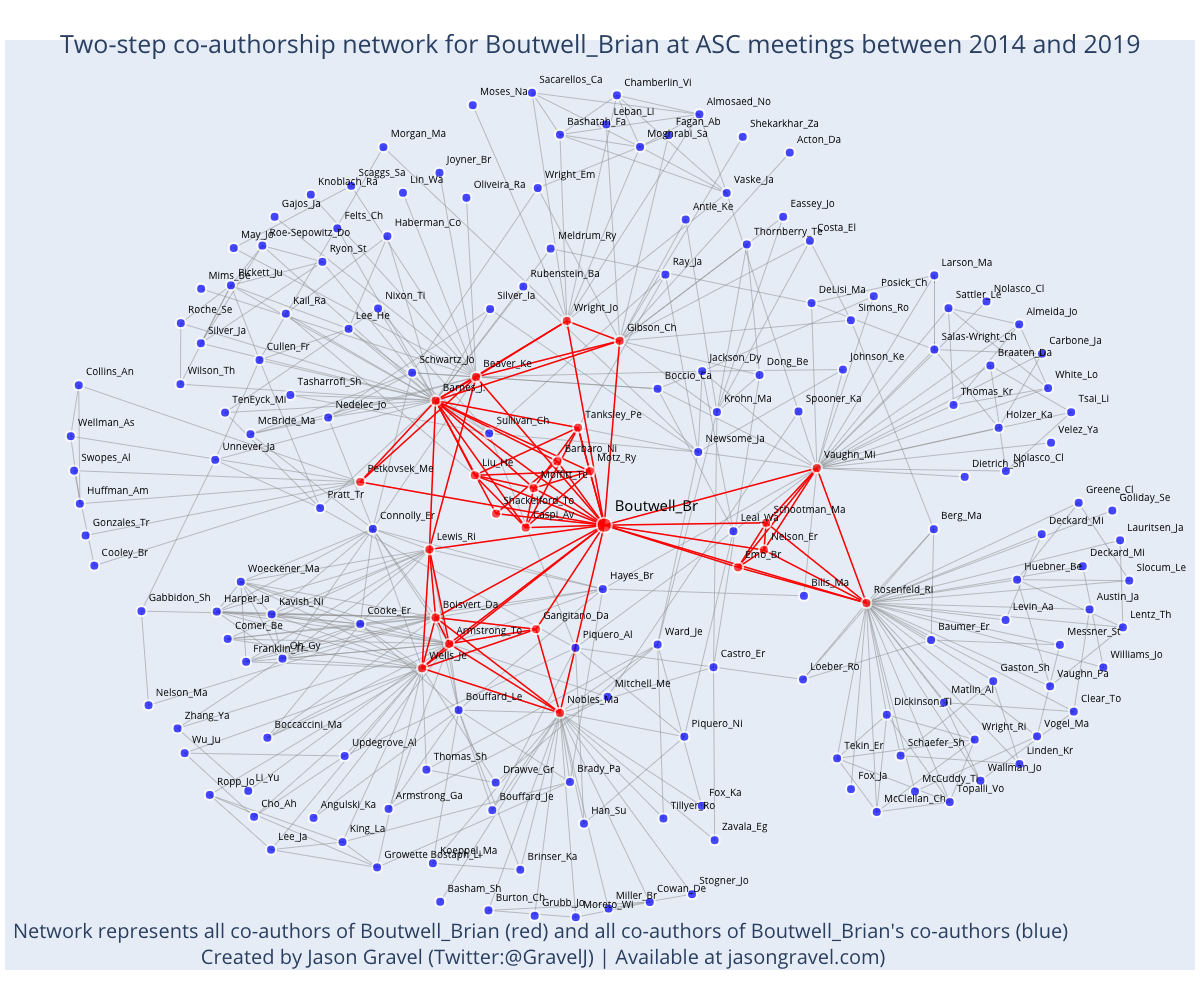 Two-step co-authorship network for Boutwell_Brian at ASC meetings between 2014 and 2019
Sacarellos_Ca
Chamberlin_Vi
Moses_Na
Almosaed_No
Leban_Li
Bashatah_Fa
Fagan_Ab
Shekarkhar_Za
Moghrabi_Sa
Morgan_Ma
Acton_Da
Joyner_Br
Scaggs_Sa
Knoblach_Ra
Lin_Wa
Wright_Em
Vaske_Ja
Oliveira_Ra
Gajos_Ja
Felts_Ch
Haberman_Co
Antle_Ke
Eassey_Jo
May_Jo
Roe-Sepowitz_Do
Thornberry_Te
Costa_El
Ryon_St
Meldrum_Ry
Ray_Ja
Larson_Ma
Mims_Be
Pickett_Ju
Rubenstein_Ba
Posick_Ch
Nolasco_Cl
DeLisi_Ma
Sattler_Le
Kail_Ra
Nixon_Ti
Silver_Ia
Roche_Se
Wright_Jo
Simons_Ro
Almeida_Jo
Lee_He
Silver_Ja
Gibson_Ch
Salas-Wright_Ch
Carbone_Ja
Cullen_Fr
Braaten_Da
Schwartz_Jo
Beaver_Ke
Jackson_Dy
Dong_Be
Johnson_Ke
Collins_An
Wilson_Th
Tasharrofi_Sh
Barnes_J.
Boccio_Ca
White_Lo
Thomas_Kr
TenEyck_Mi
Nedelec_Jo
Krohn_Ma
Spooner_Ka
Tsai_Li
McBride_Ma
Sullivan_Ch
Tanksley_Pe
Holzer_Ka
Wellman_As
Velez_Ya
Unnever_Ja
Barbaro_Ni
Newsome_Ja
Swopes_Al
Petkovsek_Me
Liu_He
Motz_Ry
Vaughn_Mi
Dietrich_Sh
Nolasco_Cl
Moffitt_Te
Huffman_Am
Pratt_Tr
Shackelford_To
Boutwell_Br
Schootman_Ma
Greene_Cl
Goliday_Se
Gonzales_Tr
Connolly_Er
Caspi_Av
Leal_Wa
Berg_Ma
Deckard_Mi
Lauritsen_Ja
Cooley_Br
Lewis_Ri
Nelson_Er
Deckard_Mi
Woeckener_Ma
Emo_Br
Huebner_Be
Slocum_Le
Hayes_Br
Bills_Ma
Rosenfeld_Ri
Gabbidon_Sh
Harper_Ja
Kavish_Ni
Cooke_Er
Boisvert_Da
Austin_Ja
Levin_Aa
Lentz_Th
Gangitano_Da
Comer_Be
Armstrong_To
Piquero_Al
Ward_Je
Baumer_Er
Messner_St
Franklin_Tr
Oh_Gy
Wells_Je
Castro_Er
Williams_Jo
Loeber_Ro
Gaston_Sh
Vaughn_Pa
Nelson_Ma
Bouffard_Le
Nobles_Ma
Mitchell_Me
Matlin_Al
Clear_To
Dickinson_Ti
Zhang_Ya
Boccaccini_Ma
Piquero_Ni
Wright_Ri
Vogel_Ma
Wu_Ju
Updegrove_Al
Tekin_Er
Schaefer_Sh
Linden_Kr
Thomas_Sh
Drawve_Gr
Brady_Pa
Wallman_Jo
Ropp_Jo
Li_Yu
Fox_Ja
McCuddy_Ti
Topalli_Vo
Cho_Ah
Angulski_Ka
Armstrong_Ga
Bouffard_Je
Han_Su
Tillyer_Ro
Fox_Ka
McClellan_Ch
Lee_Ja
King_La
Zavala_Eg
Growette Bostaph_Li
Koeppel_Ma
Brinser_Ka
Basham_Sh
Burton_Ch
Grubb_Jo
Moreto_Wi
Miller_Br
Cowan_De
Stogner_Jo
Network represents all co-authors of Boutwell_Brian (red) and all co-authors of Boutwell_Brian's co-authors (blue)
Created by Jason Gravel (Twitter:@GravelJ) | Available at jasongravel.com)